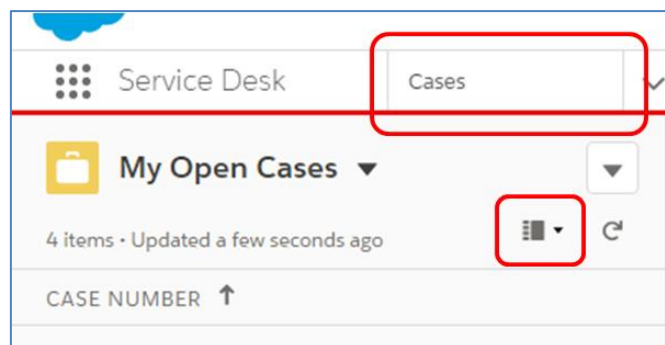 Service Desk
Cases
My Open Cases
4 items • Updated a few seconds ago
CASE NUMBER